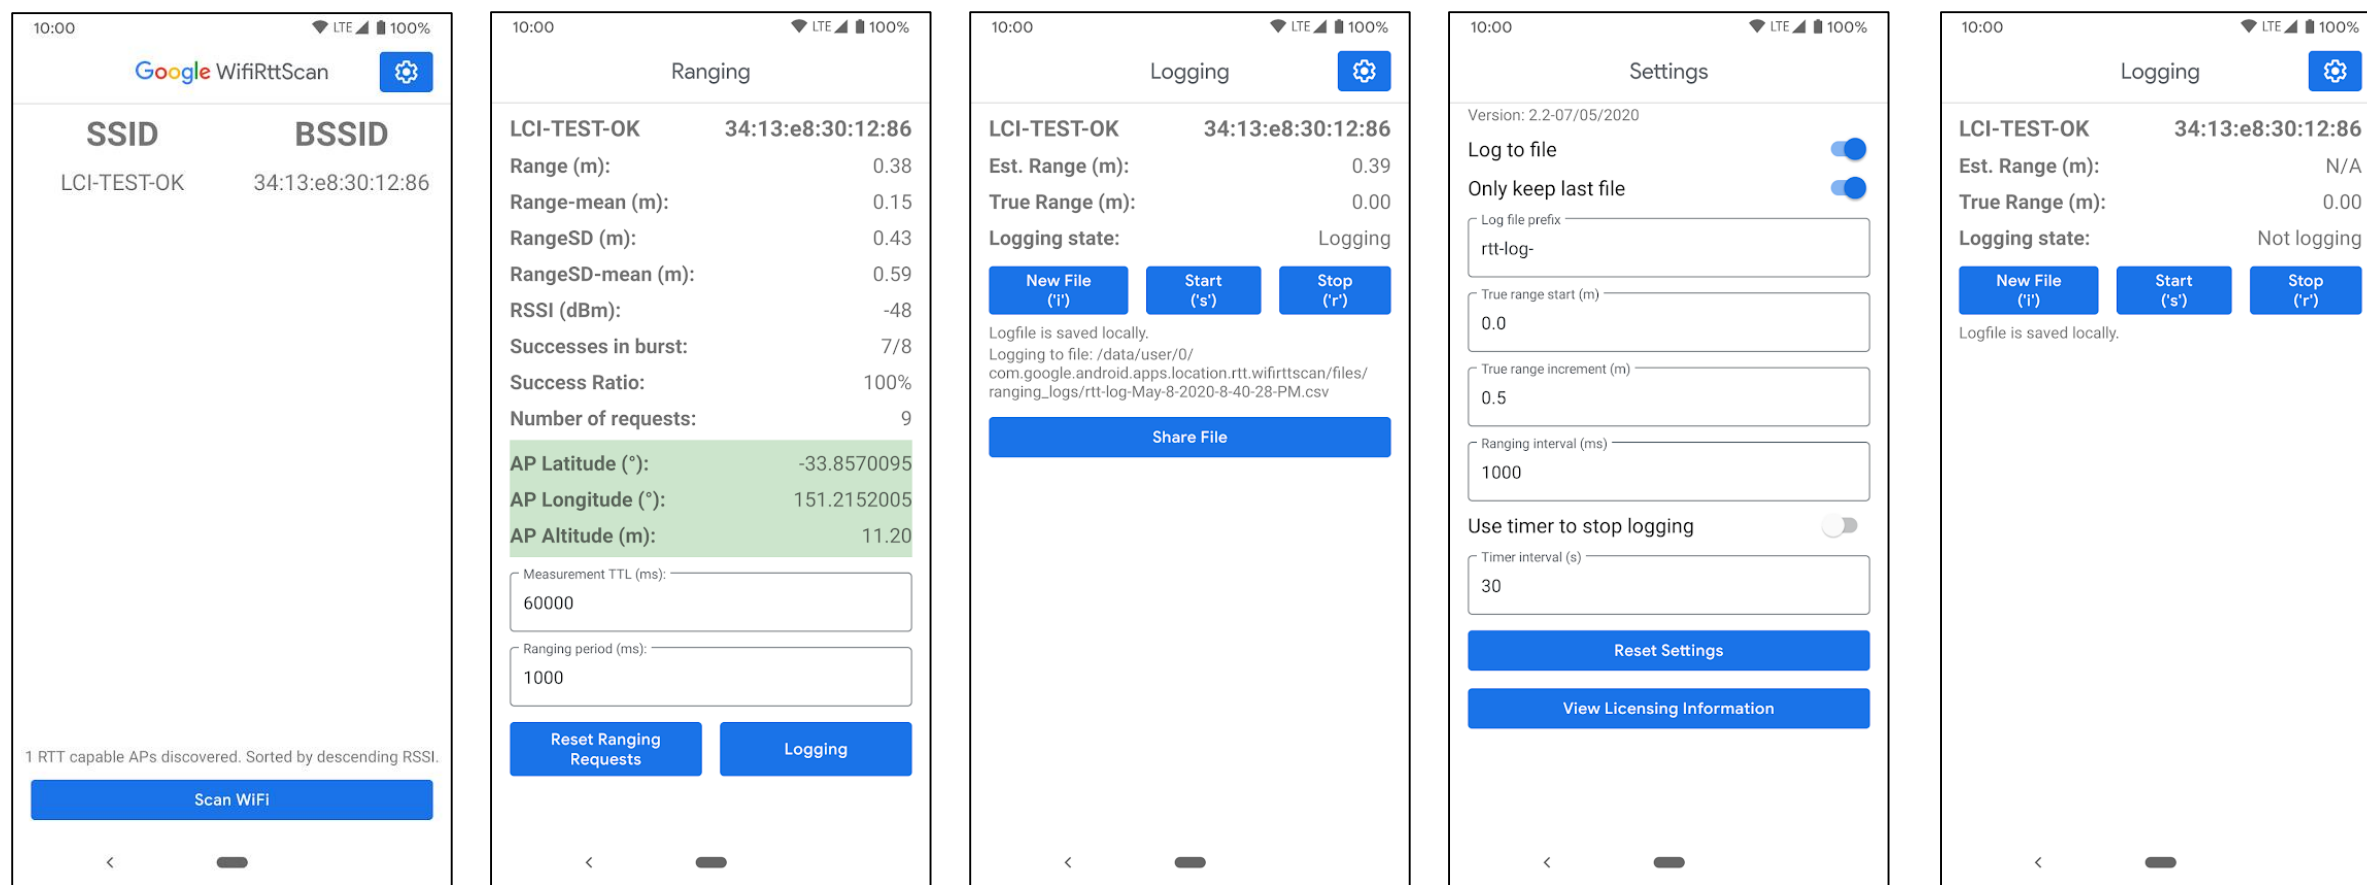 10:00 LTE 100%
Google WifiRttScan
SSID BSSID
LCI-TEST-OK 34:13:e8:30:12:86
1 RTT capable APs discovered. Sorted by descending RSSI.
Scan WiFi
10:00 LTE 100%
Ranging
LCI-TEST-OK 34:13:e8:30:12:86
Range (m): 0.38
Range-mean (m): 0.15
RangeSD (m): 0.43
RangeSD-mean (m): 0.59
RSSI (dBm): -48
Successes in burst: 7/8
Success Ratio: 100%
Number of requests: 9
AP Latitude (°): -33.8570095
AP Longitude (°): 151.2152005
AP Altitude (m): 11.20
Measurement TTL (ms):
60000
Ranging period (ms):
1000
Reset Ranging
Requests
Logging
10:00 LTE 100%
Logging
LCI-TEST-OK 34:13:e8:30:12:86
Est. Range (m): 0.39
True Range (m): 0.00
Logging state: Logging
New File
('i')
Start
('s')
Stop
('r')
Logfile is saved locally.
Logging to file: /data/user/0/
com.google.android.apps.location.rtt.wifirttscan/files/
ranging_logs/rtt-log-May-8-2020-8-40-28-PM.csv
Share File
10:00 LTE 100%
Settings
Version: 2.2-07/05/2020
Log to file
Only keep last file
Log file prefix
rtt-log-
True range start (m)
0.0
True range increment (m)
0.5
Ranging interval (ms)
1000
Use timer to stop logging
Timer interval (s)
30
Reset Settings
View Licensing Information
10:00 LTE 100%
Logging
LCI-TEST-OK 34:13:e8:30:12:86
Est. Range (m): N/A
True Range (m): 0.00
Logging state: Not logging
New File
('i')
Start
('s')
Stop
('r')
Logfile is saved locally.